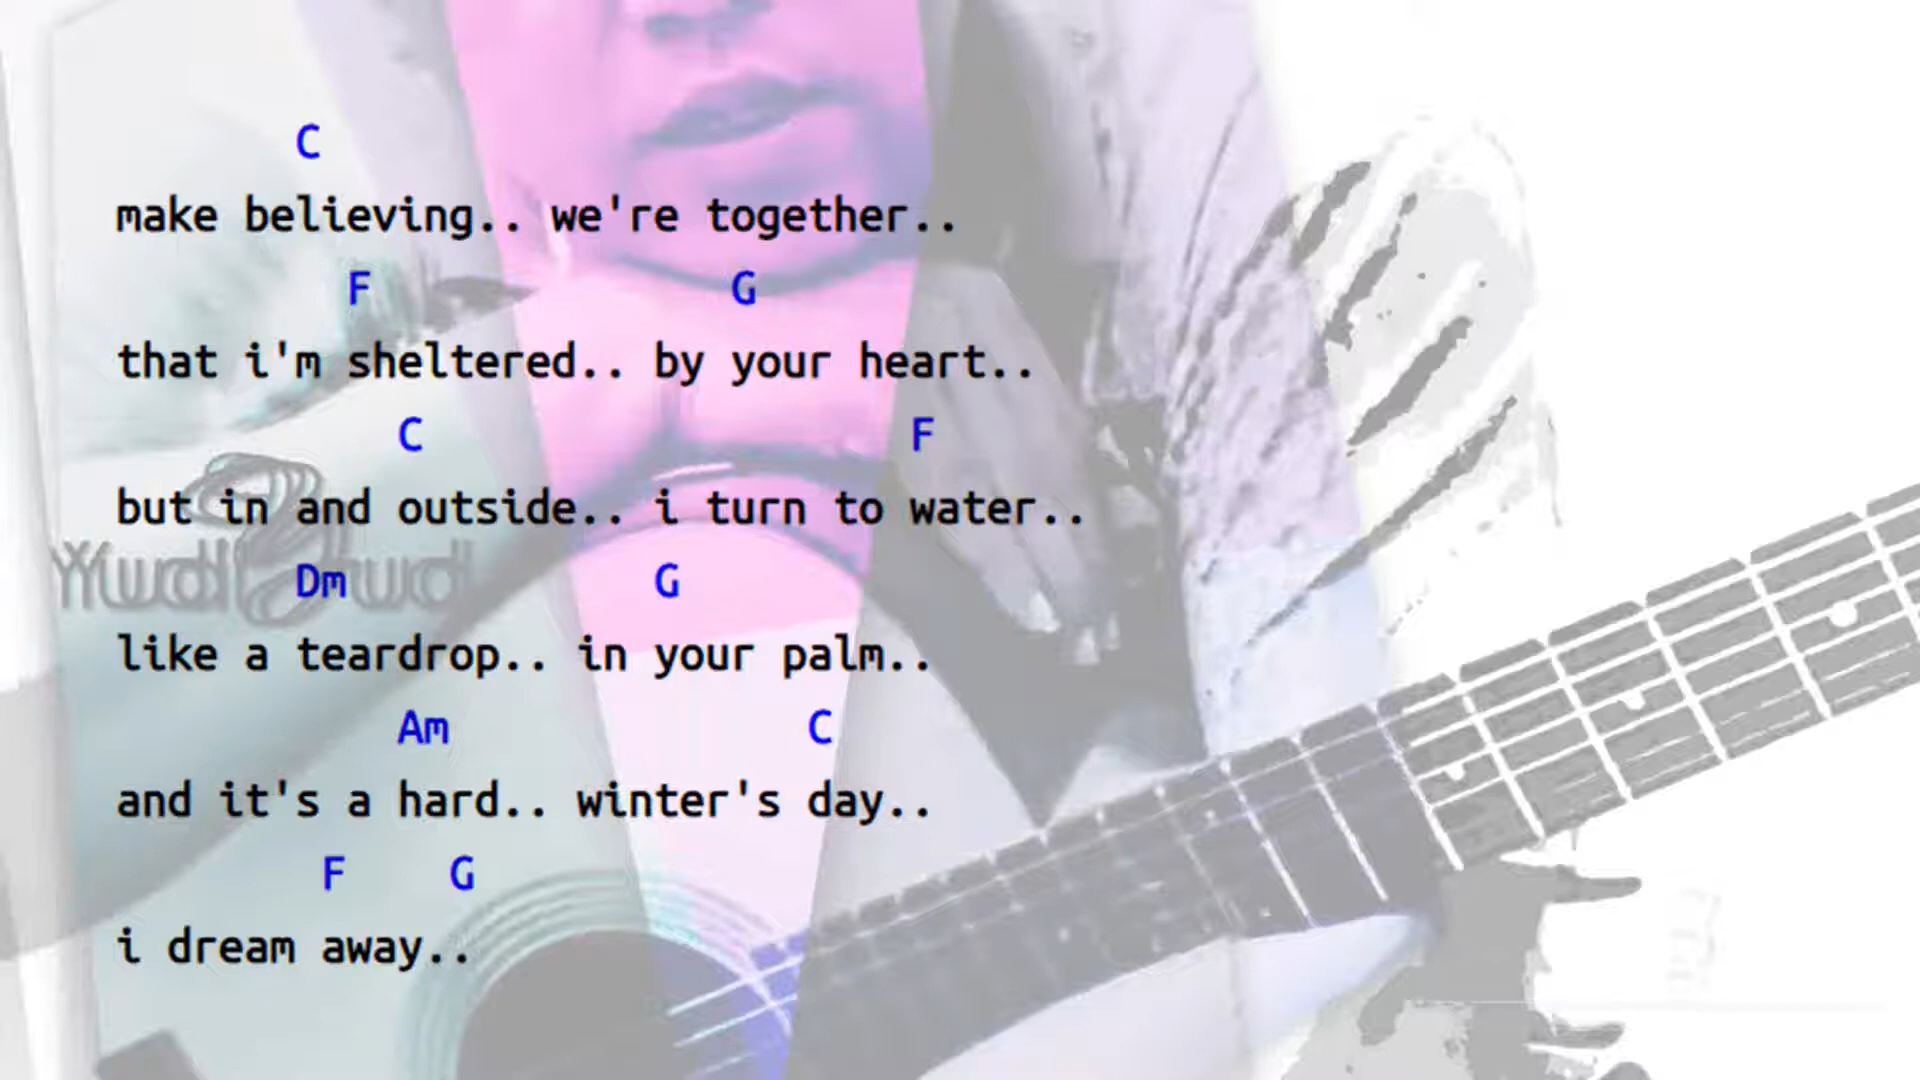 C
make believing.. we're together..
F G
that i'm sheltered.. by your heart..
C F
but in and outside.. i turn to water..
Dm G
like a teardrop.. in your palm..
Am C
and it's a hard.. winter's day..
F G
i dream away..